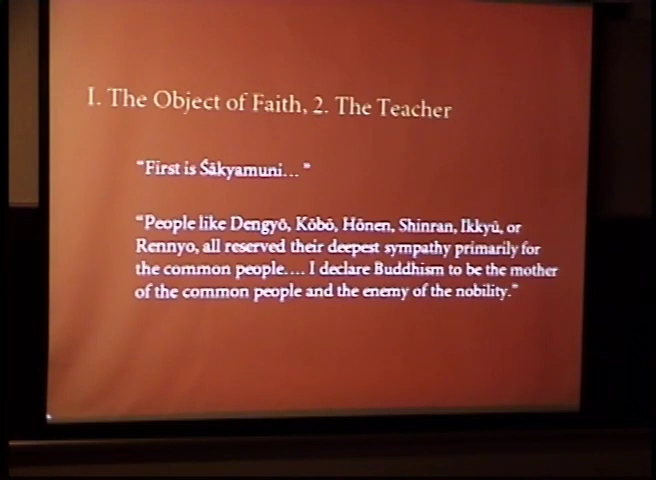 I. The Object of Faith, 2. The Teacher
“First is Śākyamuni... ”
“People like Dengyō, Kōbō, Hōnen, Shinran, Ikkyū, or
Rennyo, all reserved their deepest sympathy primarily for
the common people.... I declare Buddhism to be the mother
of the common people and the enemy of the nobility.”